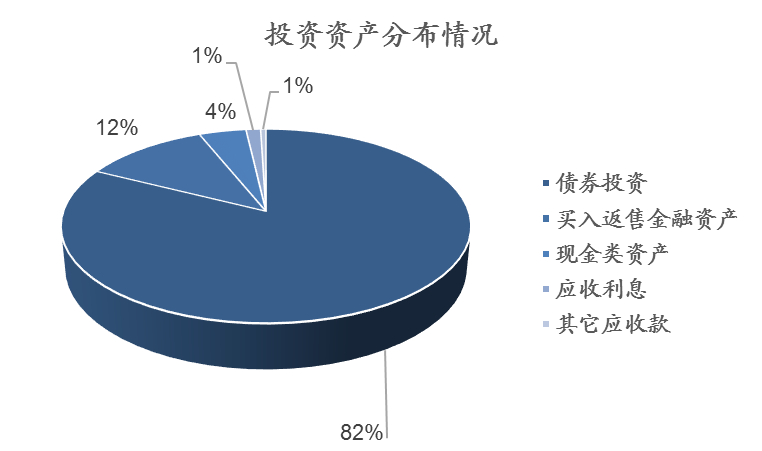 投资资产分布情况
1%
1%
4%
12%
82%
债券投资
买入返售金融资产
现金类资产
应收利息
其它应收款